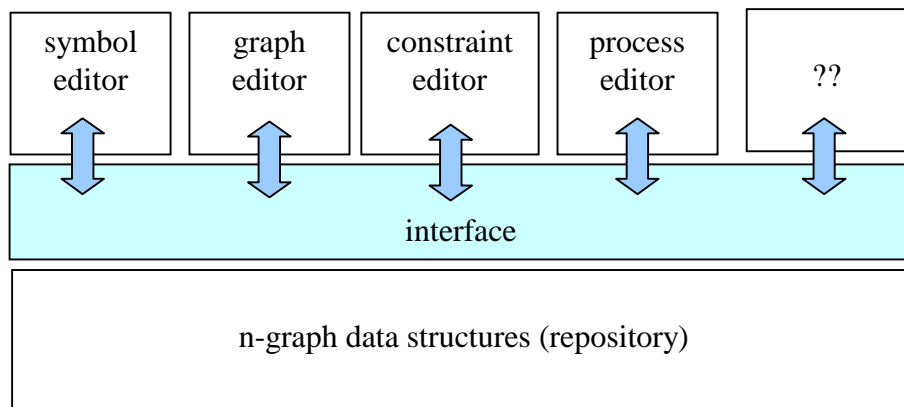 symbol
editor
graph
editor
constraint
editor
process
editor
??
interface
n-graph data structures (repository)